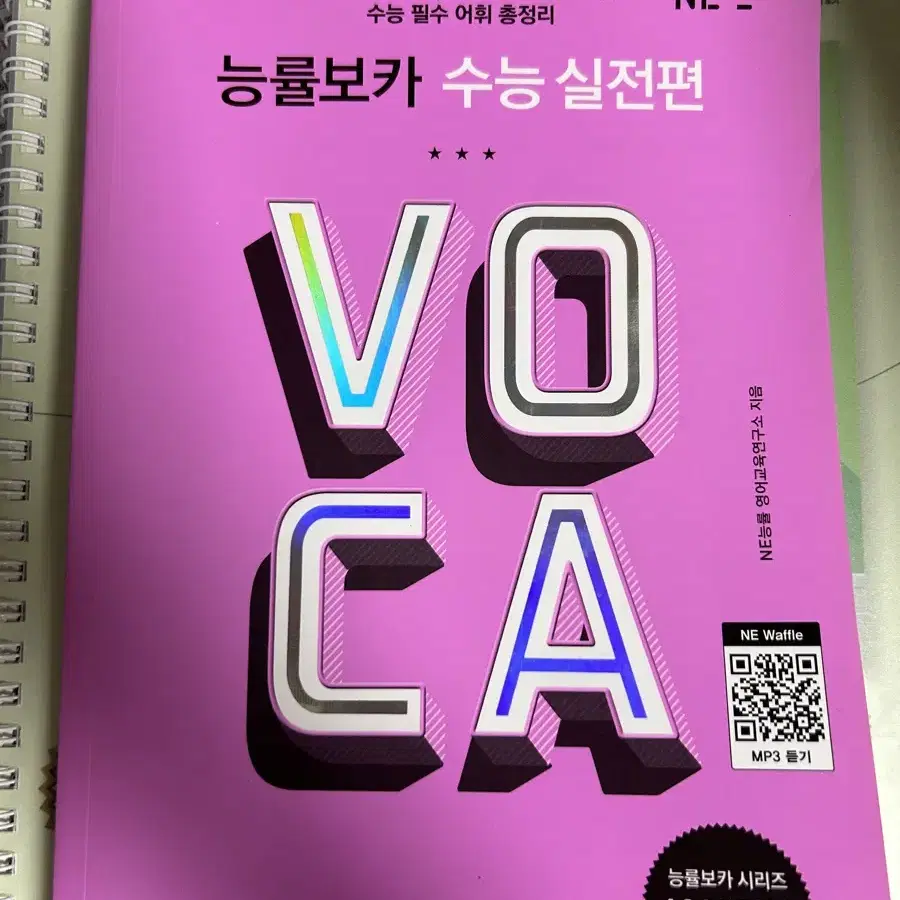 수능 필수 어휘 총정리
능률보카 수능 실전편
VO
CA
NE능률 영어교육연구소 지음
NE Waffle
MP3 듣기
능률보카 시리즈